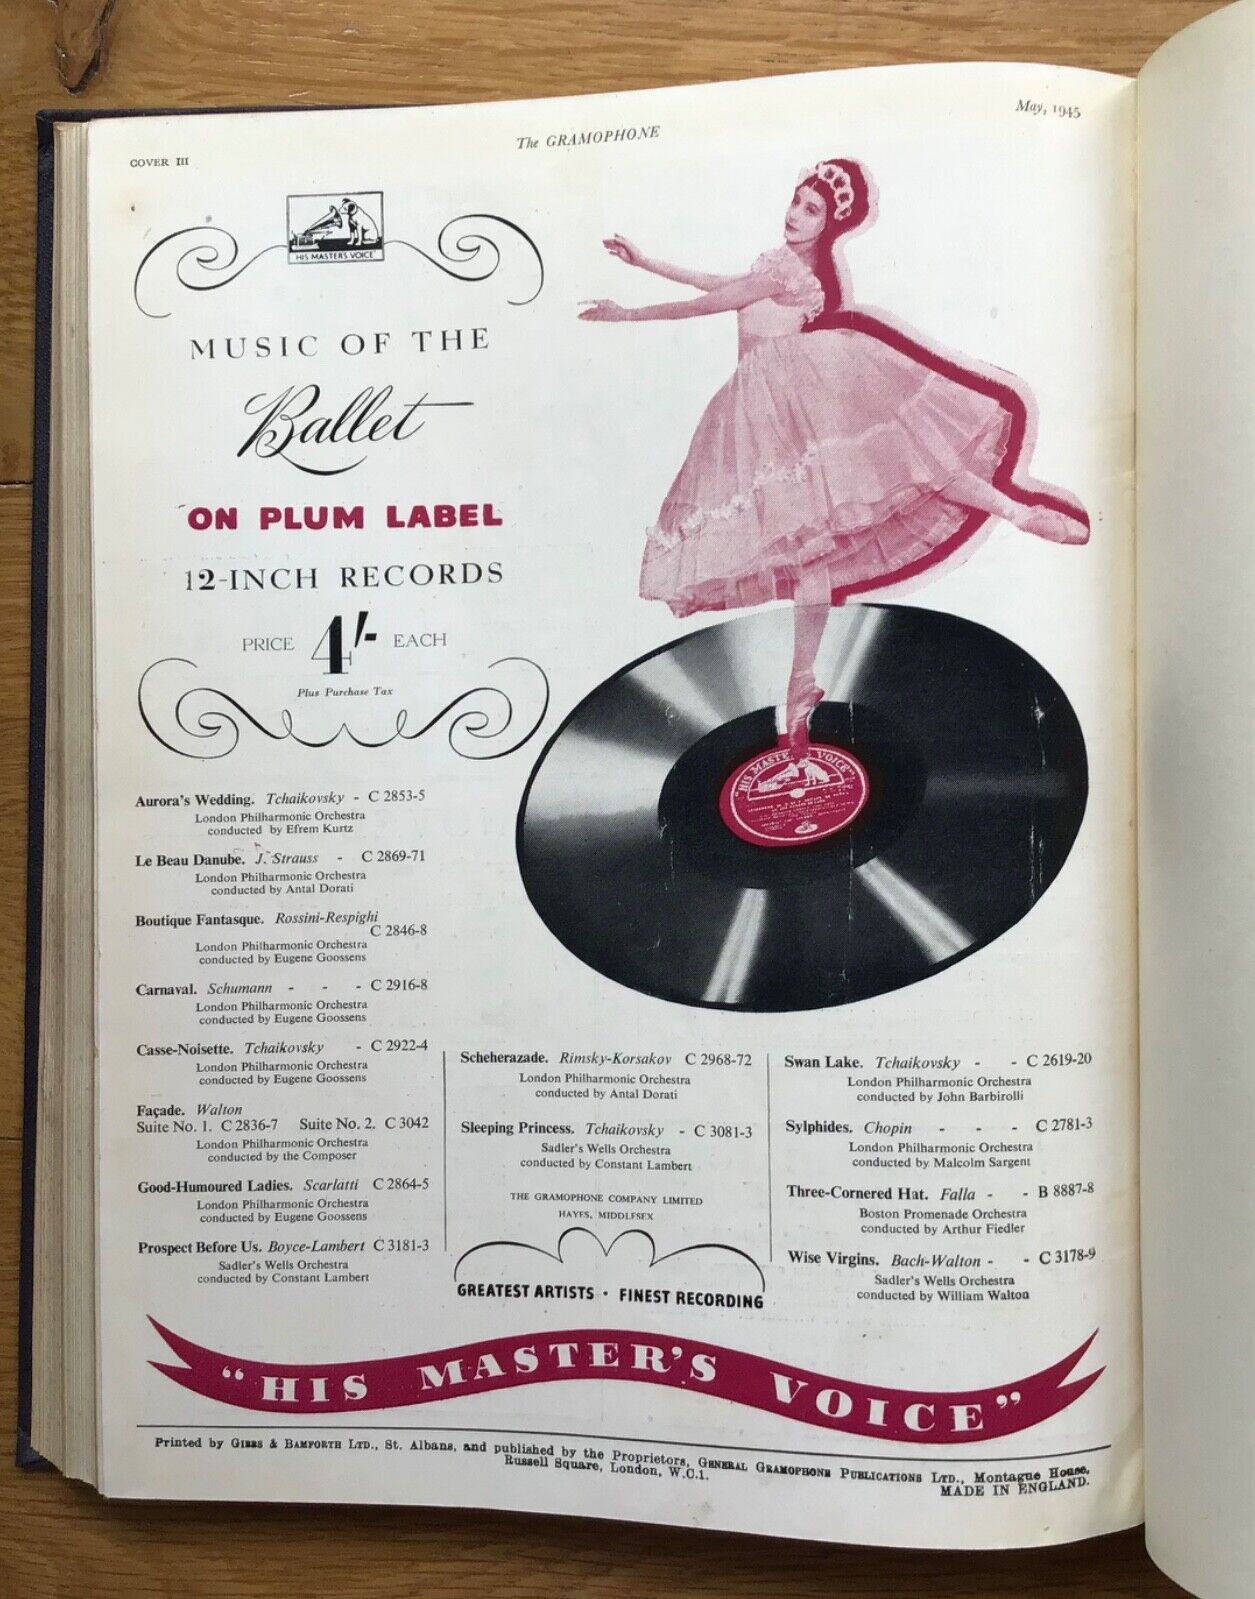 COVER III
The GRAMOPHONE
May, 1945
HIS MASTER'S VOICE
MUSIC OF THE
Ballet
ON PLUM LABEL
12-INCH RECORDS
PRICE 4/- EACH
Plus Purchase Tax
"HIS MASTER'S VOICE"
Aurora's Wedding. Tchaikovsky - C 2853-5
London Philharmonic Orchestra
conducted by Efrem Kurtz
Le Beau Danube. J. Strauss - C 2869-71
London Philharmonic Orchestra
conducted by Antal Dorati
Boutique Fantasque. Rossini-Respighi
C 2846-8
London Philharmonic Orchestra
conducted by Eugene Goossens
Carnaval. Schumann - - - C 2916-8
London Philharmonic Orchestra
conducted by Eugene Goossens
Casse-Noisette. Tchaikovsky - C 2922-4
London Philharmonic Orchestra
conducted by Eugene Goossens
Façade. Walton
Suite No. 1. C 2836-7 Suite No. 2. C 3042
London Philharmonic Orchestra
conducted by the Composer
Good-Humoured Ladies. Scarlatti C 2864-5
London Philharmonic Orchestra
conducted by Eugene Goossens
Prospect Before Us. Boyce-Lambert C 3181-3
Sadler's Wells Orchestra
conducted by Constant Lambert
Scheherazade. Rimsky-Korsakov C 2968-72
London Philharmonic Orchestra
conducted by Antal Dorati
Sleeping Princess. Tchaikovsky - C 3081-3
Sadler's Wells Orchestra
conducted by Constant Lambert
THE GRAMOPHONE COMPANY LIMITED
HAYES, MIDDLESEX
GREATEST ARTISTS · FINEST RECORDING
Swan Lake. Tchaikovsky - - C 2619-20
London Philharmonic Orchestra
conducted by John Barbirolli
Sylphides. Chopin - - - C 2781-3
London Philharmonic Orchestra
conducted by Malcolm Sargent
Three-Cornered Hat. Falla - - B 8887-8
Boston Promenade Orchestra
conducted by Arthur Fiedler
Wise Virgins. Bach-Walton - - C 3178-9
Sadler's Wells Orchestra
conducted by William Walton
"HIS MASTER'S VOICE"
Printed by GIBBS & BAMFORTH LTD., St. Albans, and published by the Proprietors, GENERAL GRAMOPHONE PUBLICATIONS LTD., Montague House,
Russell Square, London, W.C.1.
MADE IN ENGLAND.